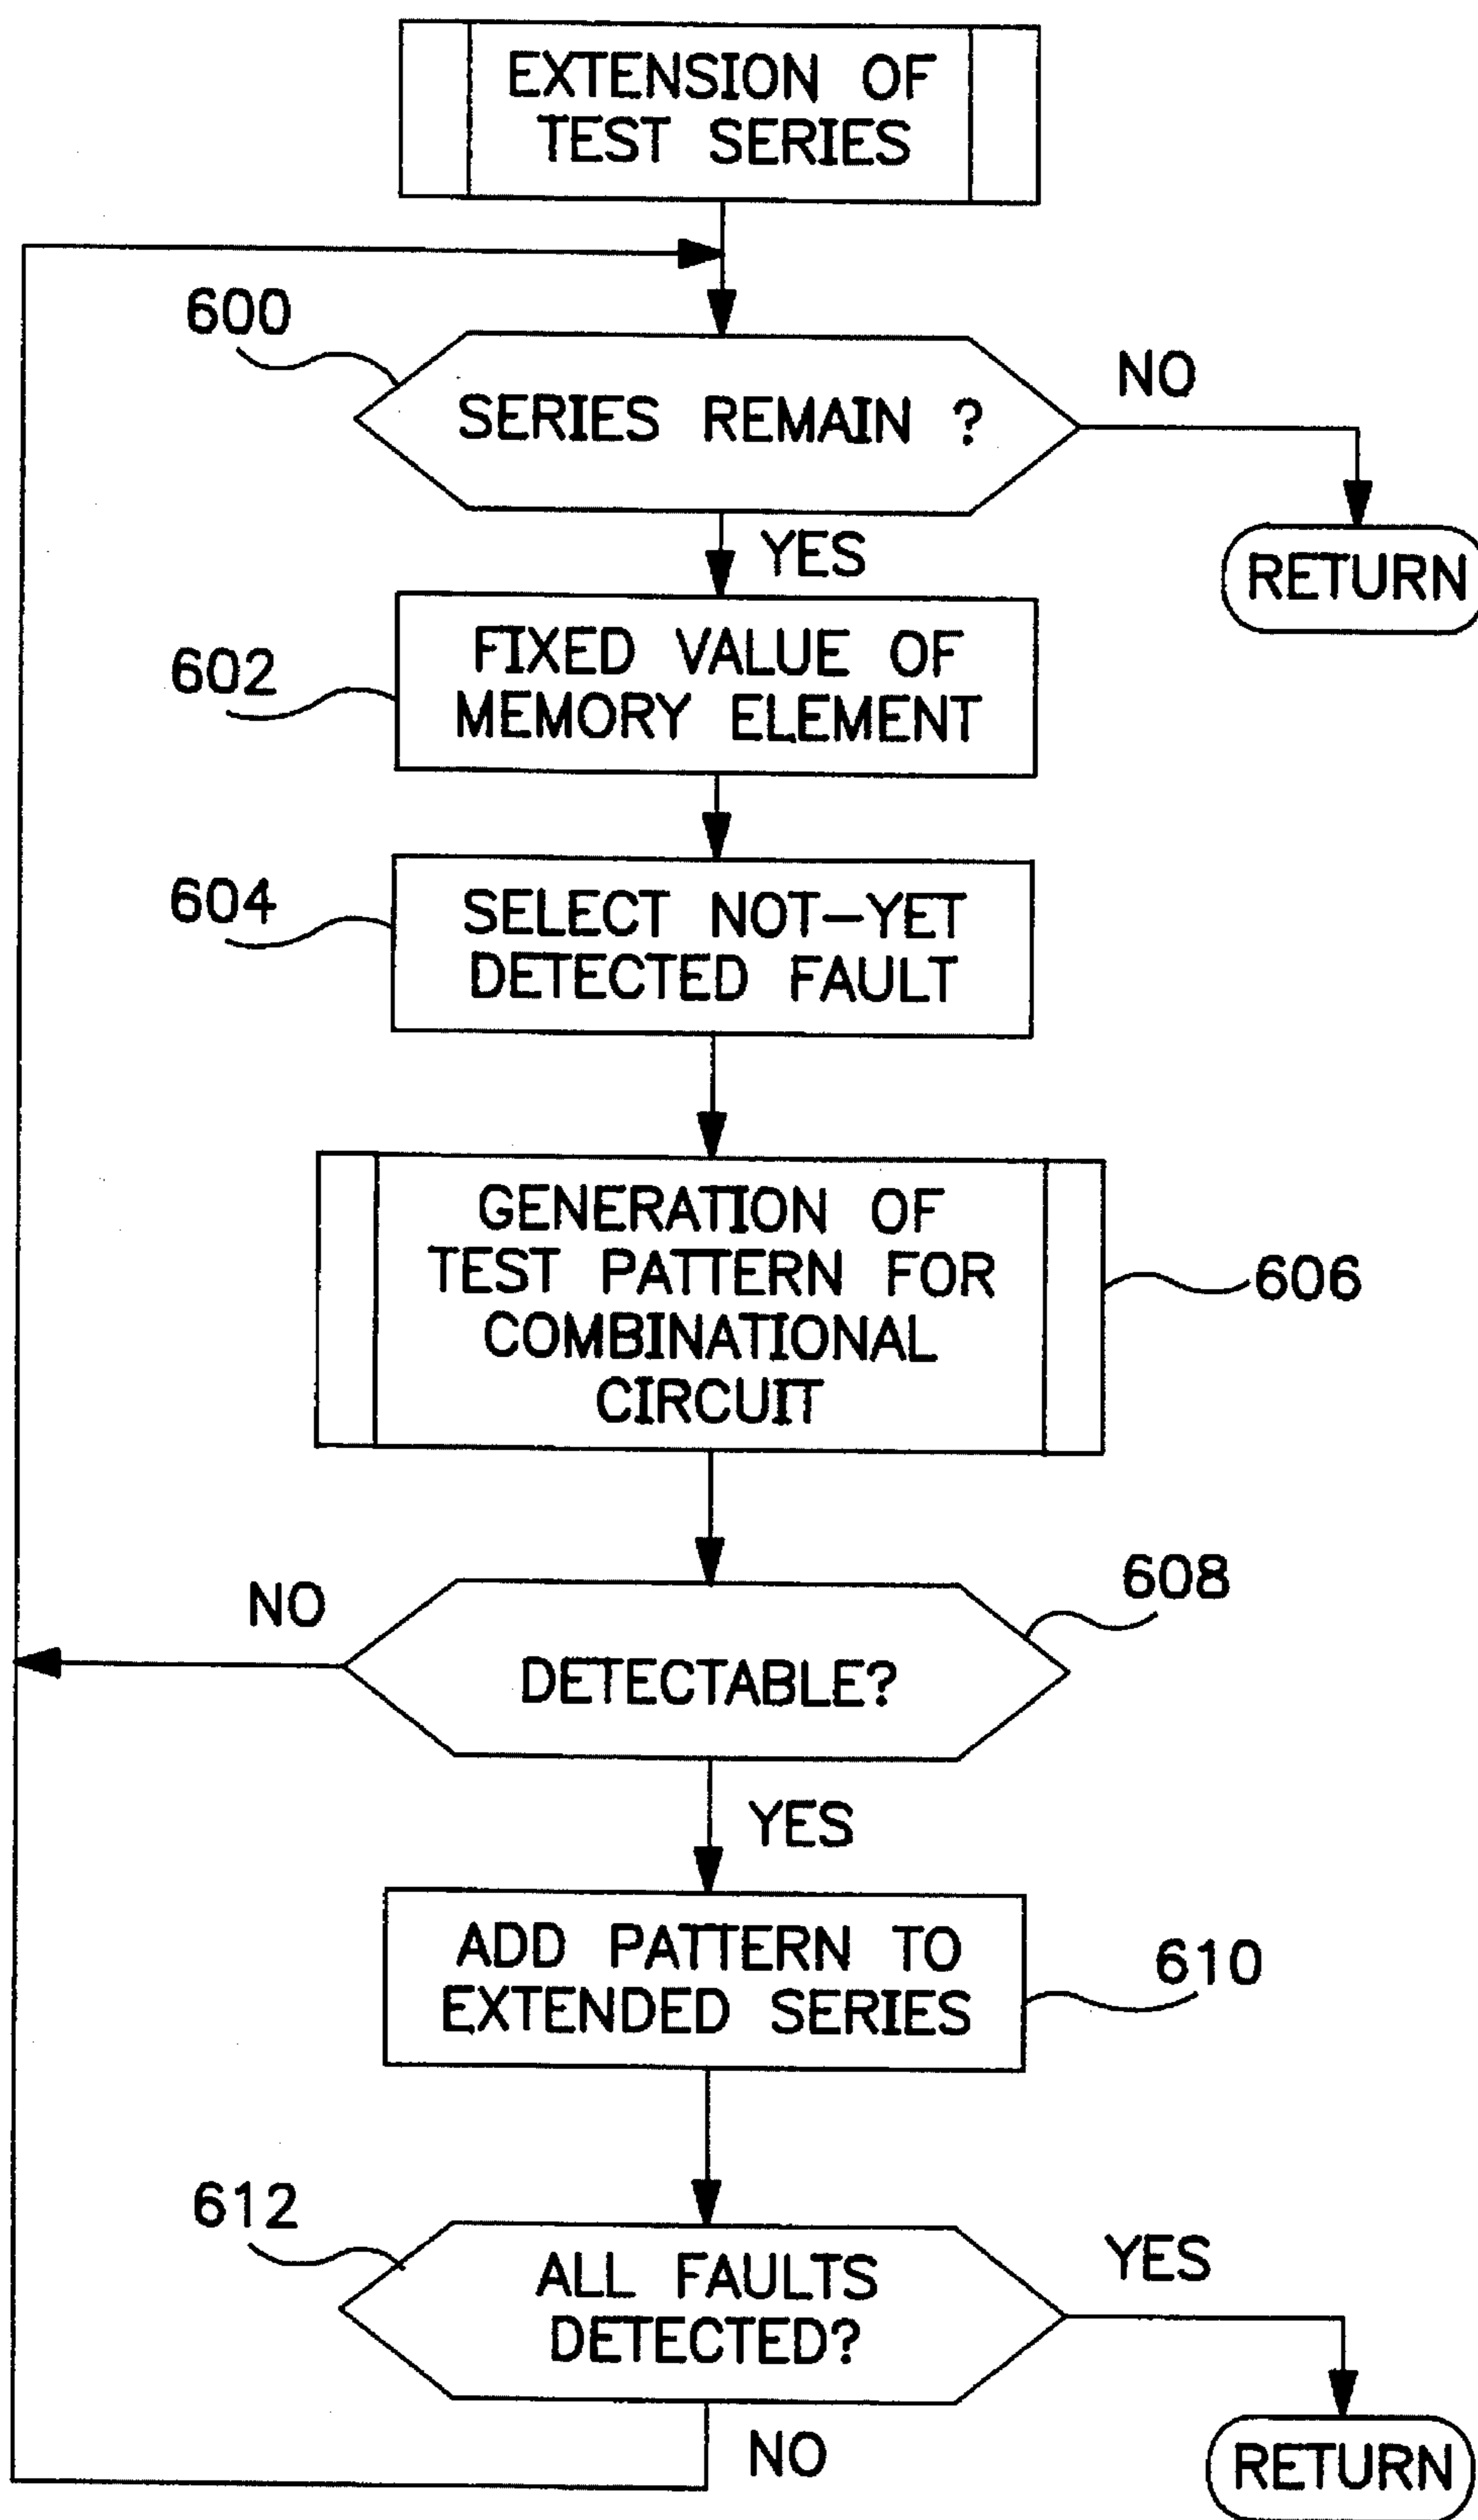 EXTENSION OF
TEST SERIES
600
SERIES REMAIN ?
NO
RETURN
YES
602
FIXED VALUE OF
MEMORY ELEMENT
604
SELECT NOT-YET
DETECTED FAULT
GENERATION OF
TEST PATTERN FOR
COMBINATIONAL
CIRCUIT
606
608
NO
DETECTABLE?
YES
ADD PATTERN TO
EXTENDED SERIES
610
612
ALL FAULTS
DETECTED?
YES
NO
RETURN